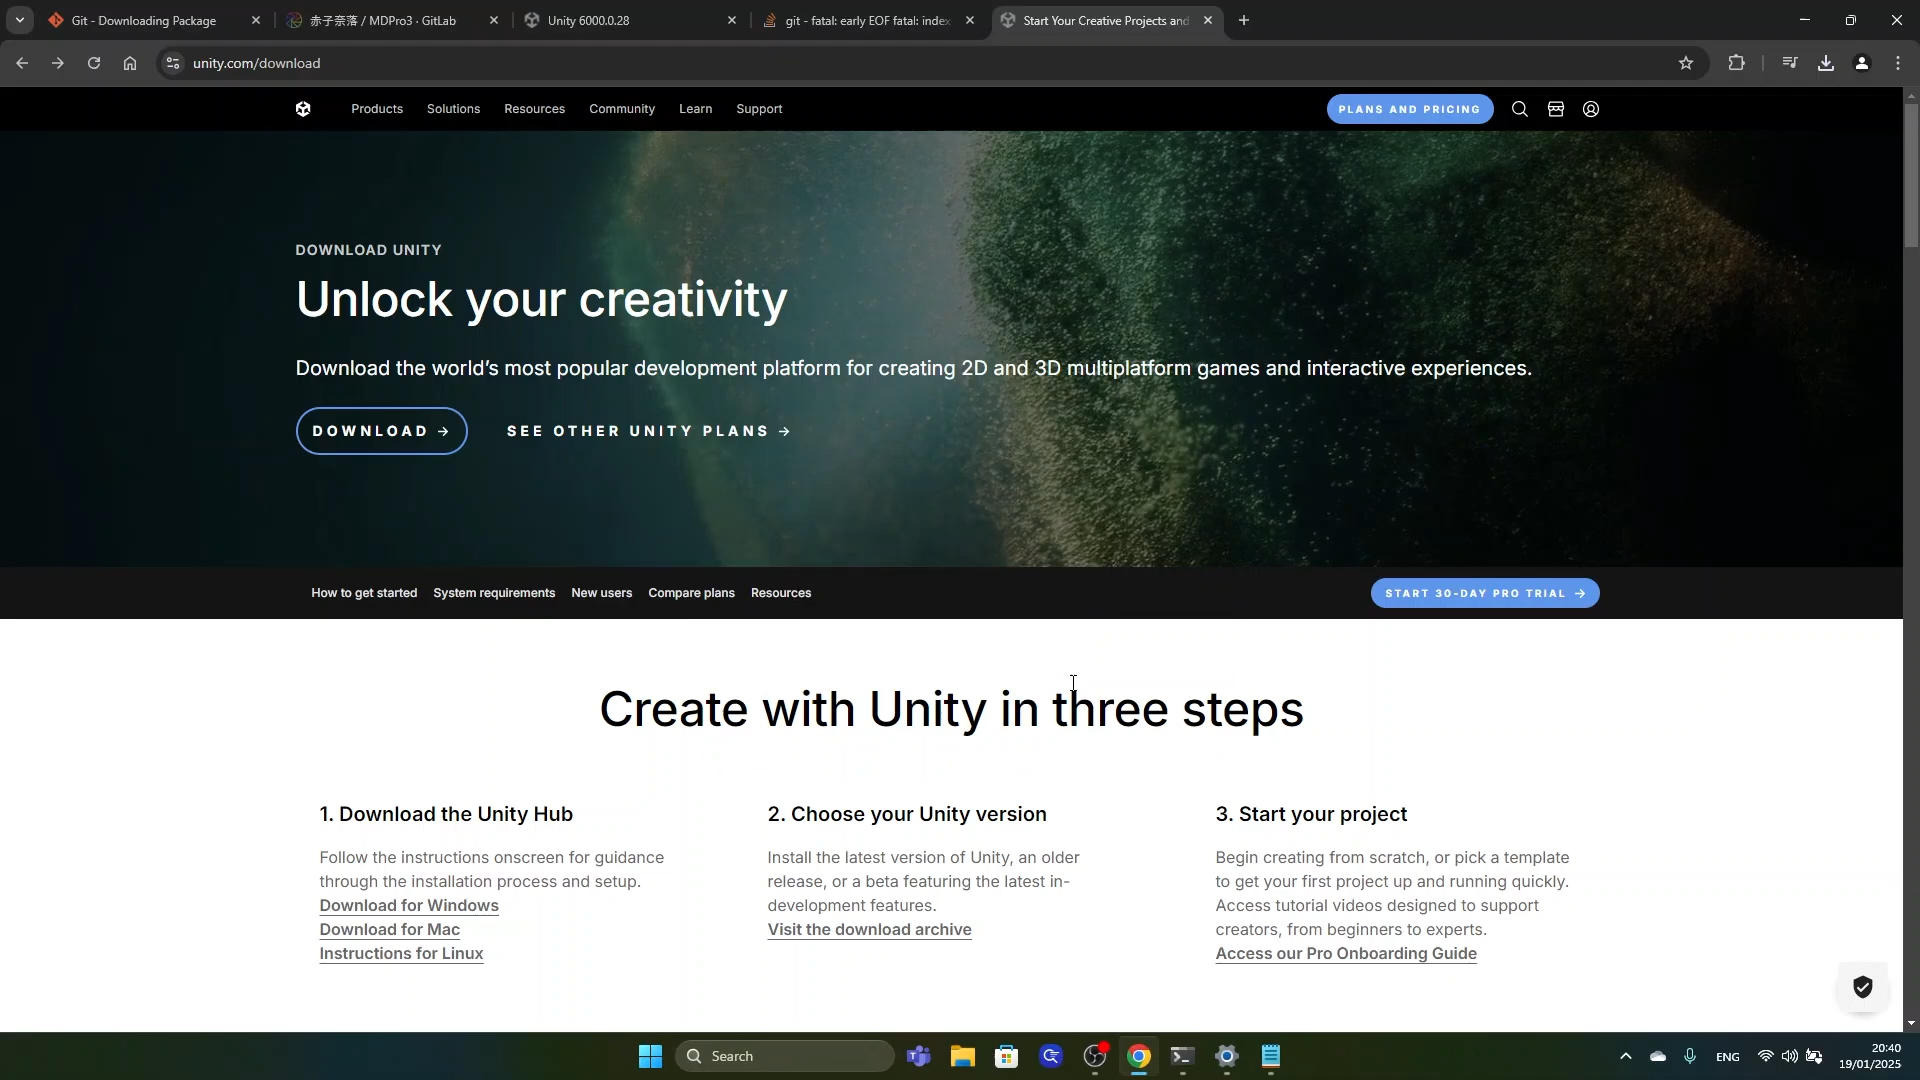 Git - Downloading Package
赤子奈落 / MDPro3 · GitLab
Unity 6000.0.28
git - fatal: early EOF fatal: index
Start Your Creative Projects and
unity.com/download
Products
Solutions
Resources
Community
Learn
Support
PLANS AND PRICING
DOWNLOAD UNITY
Unlock your creativity
Download the world's most popular development platform for creating 2D and 3D multiplatform games and interactive experiences.
DOWNLOAD →
SEE OTHER UNITY PLANS →
How to get started
System requirements
New users
Compare plans
Resources
START 30-DAY PRO TRIAL →
Create with Unity in three steps
1. Download the Unity Hub
Follow the instructions onscreen for guidance
through the installation process and setup.
Download for Windows
Download for Mac
Instructions for Linux
2. Choose your Unity version
Install the latest version of Unity, an older
release, or a beta featuring the latest in-
development features.
Visit the download archive
3. Start your project
Begin creating from scratch, or pick a template
to get your first project up and running quickly.
Access tutorial videos designed to support
creators, from beginners to experts.
Access our Pro Onboarding Guide
Search
ENG
20:40
19/01/2025